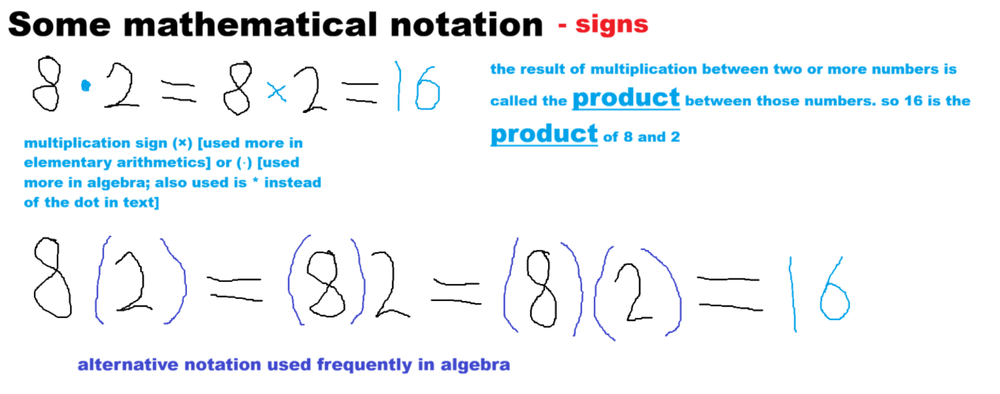 Some mathematical notation - signs
8 · 2 = 8 × 2 = 16
the result of multiplication between two or more numbers is
called the product between those numbers. so 16 is the
product of 8 and 2
multiplication sign (×) [used more in
elementary arithmetics] or (·) [used
more in algebra; also used is * instead
of the dot in text]
8(2) = (8)2 = (8)(2) = 16
alternative notation used frequently in algebra